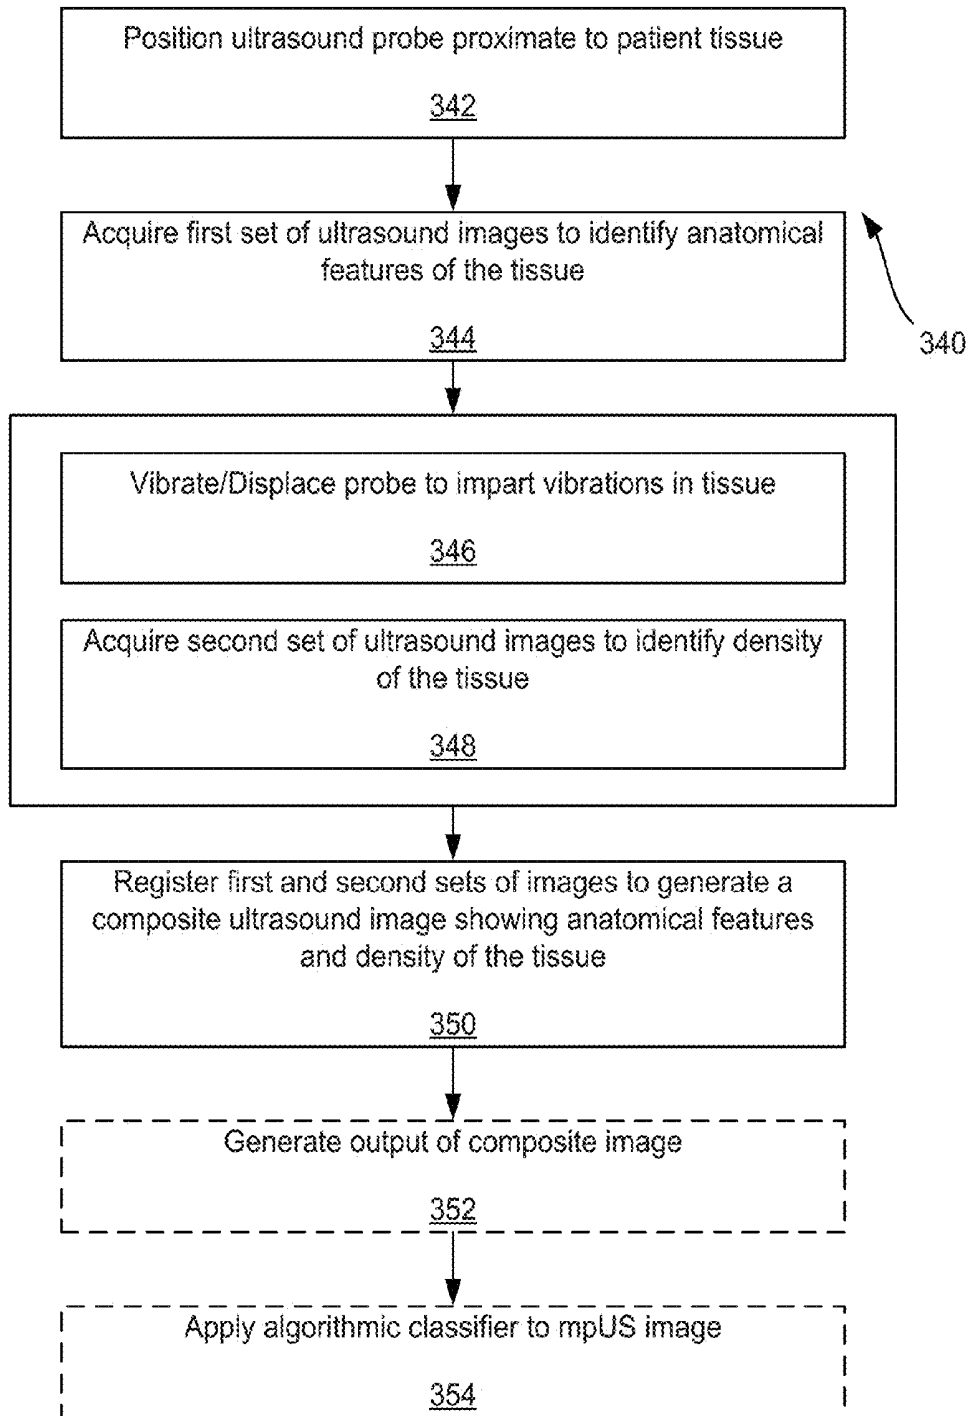 Position ultrasound probe proximate to patient tissue
342
Acquire first set of ultrasound images to identify anatomical
features of the tissue
344
340
Vibrate/Displace probe to impart vibrations in tissue
346
Acquire second set of ultrasound images to identify density
of the tissue
348
Register first and second sets of images to generate a
composite ultrasound image showing anatomical features
and density of the tissue
350
Generate output of composite image
352
Apply algorithmic classifier to mpUS image
354